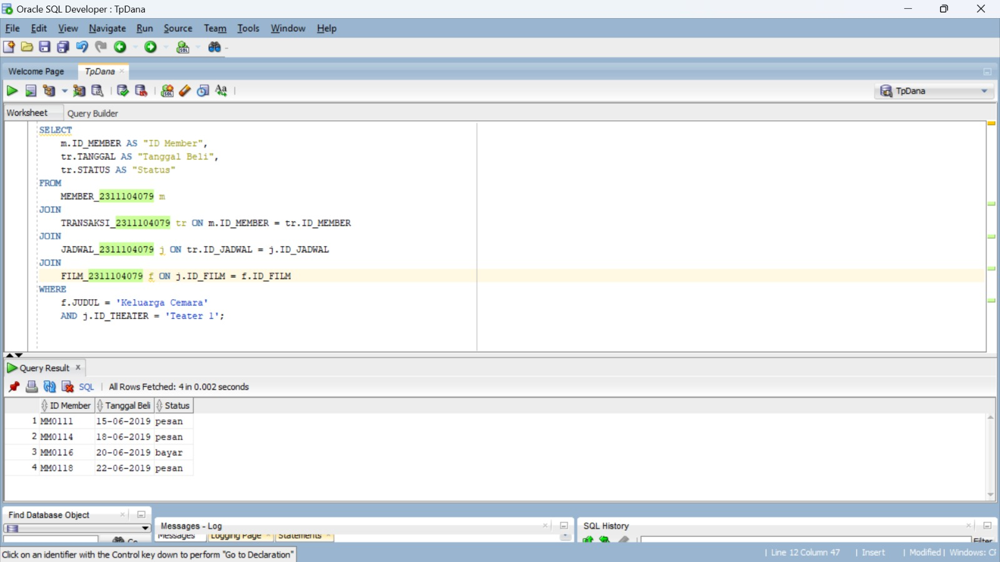 Oracle SQL Developer : TpDana
File Edit View Navigate Run Source Team Tools Window Help
Welcome Page TpDana
TpDana
Worksheet Query Builder
SELECT
m.ID_MEMBER AS "ID Member",
tr.TANGGAL AS "Tanggal Beli",
tr.STATUS AS "Status"
FROM
MEMBER_2311104079 m
JOIN
TRANSAKSI_2311104079 tr ON m.ID_MEMBER = tr.ID_MEMBER
JOIN
JADWAL_2311104079 j ON tr.ID_JADWAL = j.ID_JADWAL
JOIN
FILM_2311104079 f ON j.ID_FILM = f.ID_FILM
WHERE
f.JUDUL = 'Keluarga Cemara'
AND j.ID_THEATER = 'Teater 1';
Query Result
SQL | All Rows Fetched: 4 in 0.002 seconds
ID Member Tanggal Beli Status
1 MM0111 15-06-2019 pesan
2 MM0114 18-06-2019 pesan
3 MM0116 20-06-2019 bayar
4 MM0118 22-06-2019 pesan
Find Database Object
Go
Messages - Log
Messages Logging Page Statements
SQL History
Filter
Click on an identifier with the Control key down to perform "Go to Declaration"
| Line 12 Column 47 | Insert | Modified | Windows: